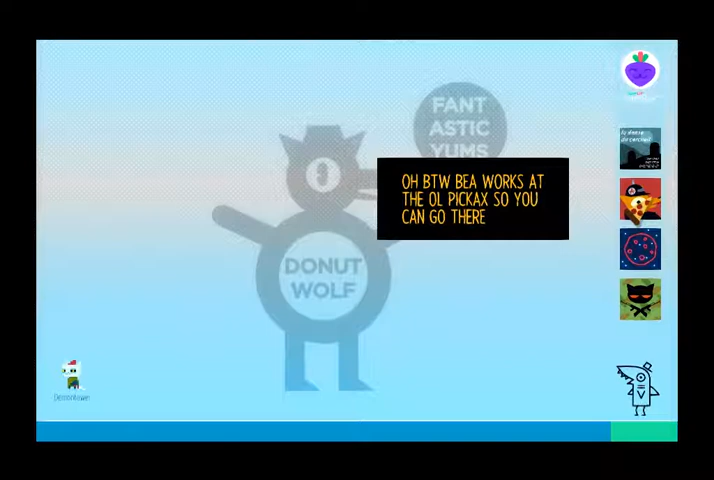 FANT
ASTIC
YUMS
OH BTW BEA WORKS AT
THE OL PICKAX SO YOU
CAN GO THERE
DONUT
WOLF